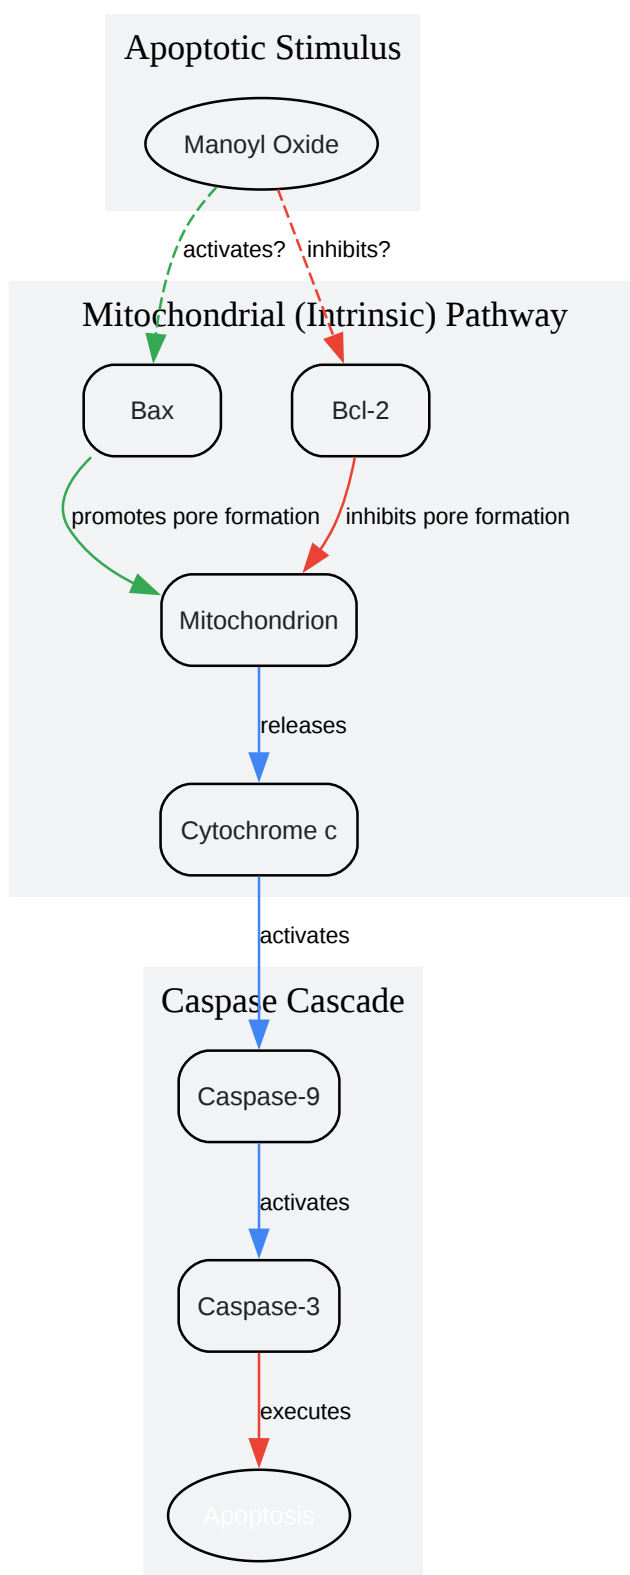 Apoptotic Stimulus
Manoyl Oxide
activates?
inhibits?
Mitochondrial (Intrinsic) Pathway
Bax
Bcl-2
promotes pore formation
inhibits pore formation
Mitochondrion
releases
Cytochrome c
activates
Caspase Cascade
Caspase-9
activates
Caspase-3
executes
Apoptosis